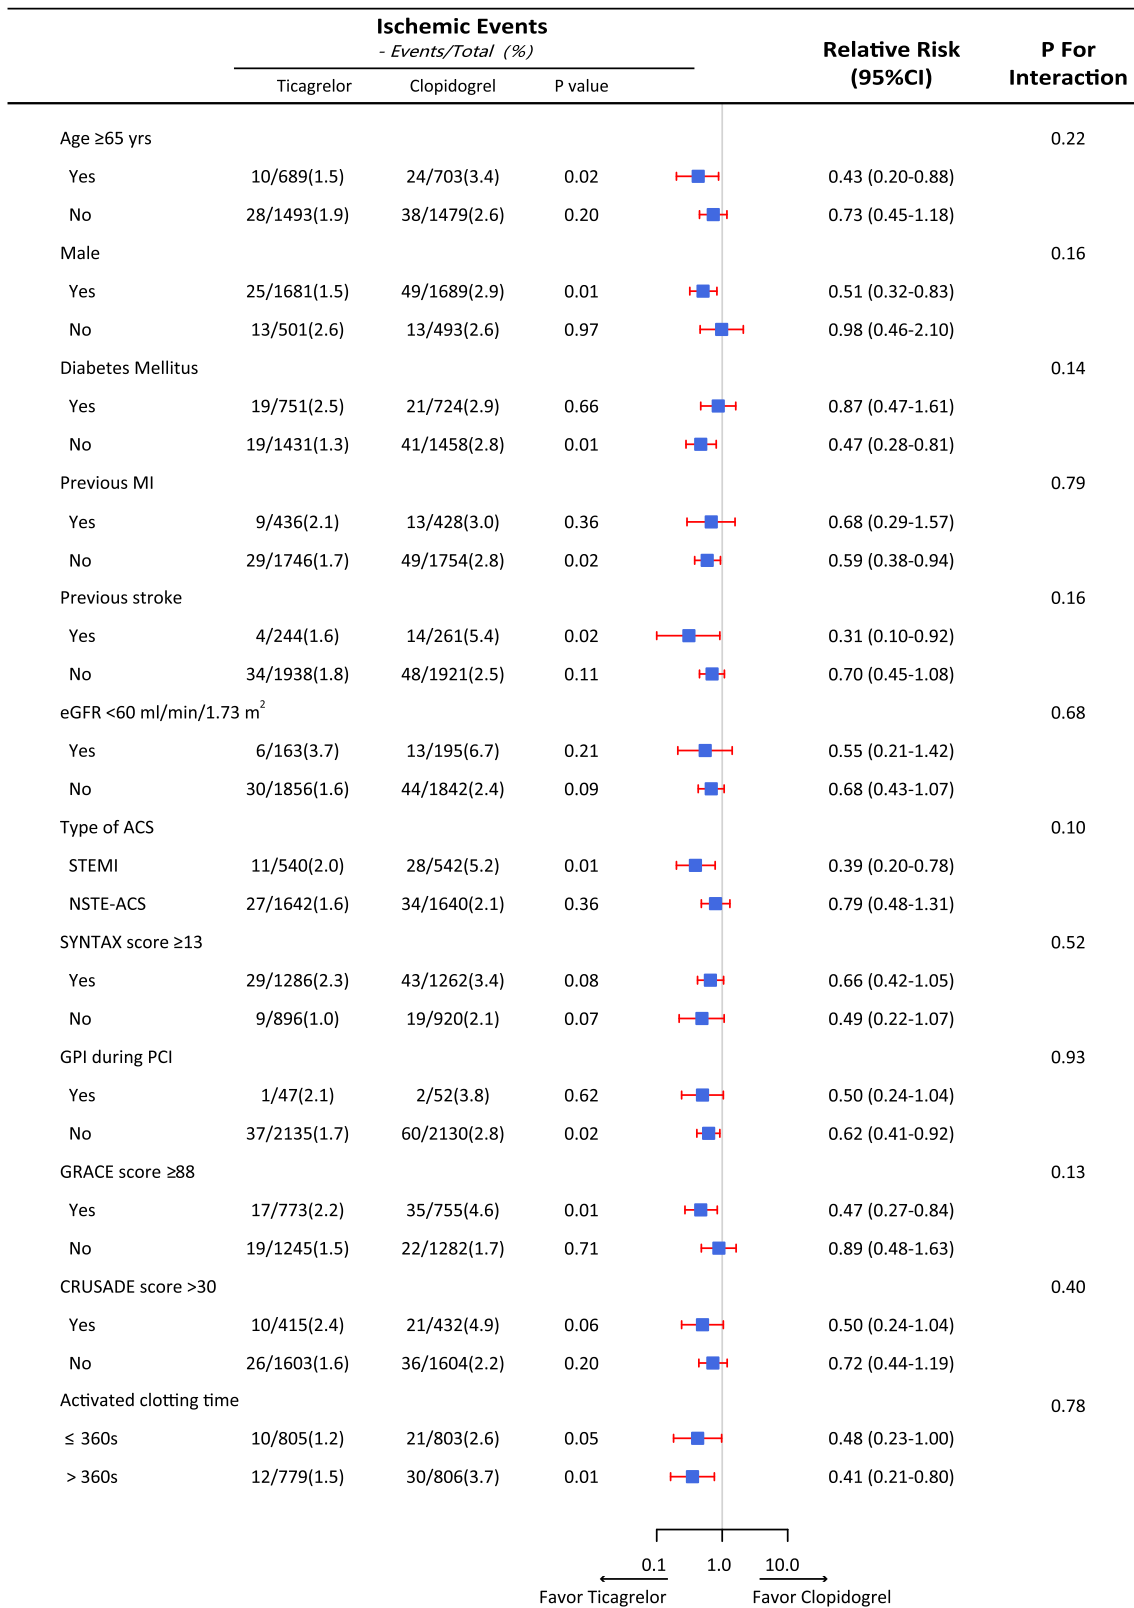 Ischemic Events
- Events/Total (%)
Relative Risk (95%CI)
P For Interaction
Ticagrelor Clopidogrel P value
Age ≥65 yrs 0.22
Yes 10/689(1.5) 24/703(3.4) 0.02 0.43 (0.20-0.88)
No 28/1493(1.9) 38/1479(2.6) 0.20 0.73 (0.45-1.18)
Male 0.16
Yes 25/1681(1.5) 49/1689(2.9) 0.01 0.51 (0.32-0.83)
No 13/501(2.6) 13/493(2.6) 0.97 0.98 (0.46-2.10)
Diabetes Mellitus 0.14
Yes 19/751(2.5) 21/724(2.9) 0.66 0.87 (0.47-1.61)
No 19/1431(1.3) 41/1458(2.8) 0.01 0.47 (0.28-0.81)
Previous MI 0.79
Yes 9/436(2.1) 13/428(3.0) 0.36 0.68 (0.29-1.57)
No 29/1746(1.7) 49/1754(2.8) 0.02 0.59 (0.38-0.94)
Previous stroke 0.16
Yes 4/244(1.6) 14/261(5.4) 0.02 0.31 (0.10-0.92)
No 34/1938(1.8) 48/1921(2.5) 0.11 0.70 (0.45-1.08)
eGFR <60 ml/min/1.73 m² 0.68
Yes 6/163(3.7) 13/195(6.7) 0.21 0.55 (0.21-1.42)
No 30/1856(1.6) 44/1842(2.4) 0.09 0.68 (0.43-1.07)
Type of ACS 0.10
STEMI 11/540(2.0) 28/542(5.2) 0.01 0.39 (0.20-0.78)
NSTE-ACS 27/1642(1.6) 34/1640(2.1) 0.36 0.79 (0.48-1.31)
SYNTAX score ≥13 0.52
Yes 29/1286(2.3) 43/1262(3.4) 0.08 0.66 (0.42-1.05)
No 9/896(1.0) 19/920(2.1) 0.07 0.49 (0.22-1.07)
GPI during PCI 0.93
Yes 1/47(2.1) 2/52(3.8) 0.62 0.50 (0.24-1.04)
No 37/2135(1.7) 60/2130(2.8) 0.02 0.62 (0.41-0.92)
GRACE score ≥88 0.13
Yes 17/773(2.2) 35/755(4.6) 0.01 0.47 (0.27-0.84)
No 19/1245(1.5) 22/1282(1.7) 0.71 0.89 (0.48-1.63)
CRUSADE score >30 0.40
Yes 10/415(2.4) 21/432(4.9) 0.06 0.50 (0.24-1.04)
No 26/1603(1.6) 36/1604(2.2) 0.20 0.72 (0.44-1.19)
Activated clotting time 0.78
≤ 360s 10/805(1.2) 21/803(2.6) 0.05 0.48 (0.23-1.00)
> 360s 12/779(1.5) 30/806(3.7) 0.01 0.41 (0.21-0.80)
0.1 1.0 10.0
Favor Ticagrelor Favor Clopidogrel